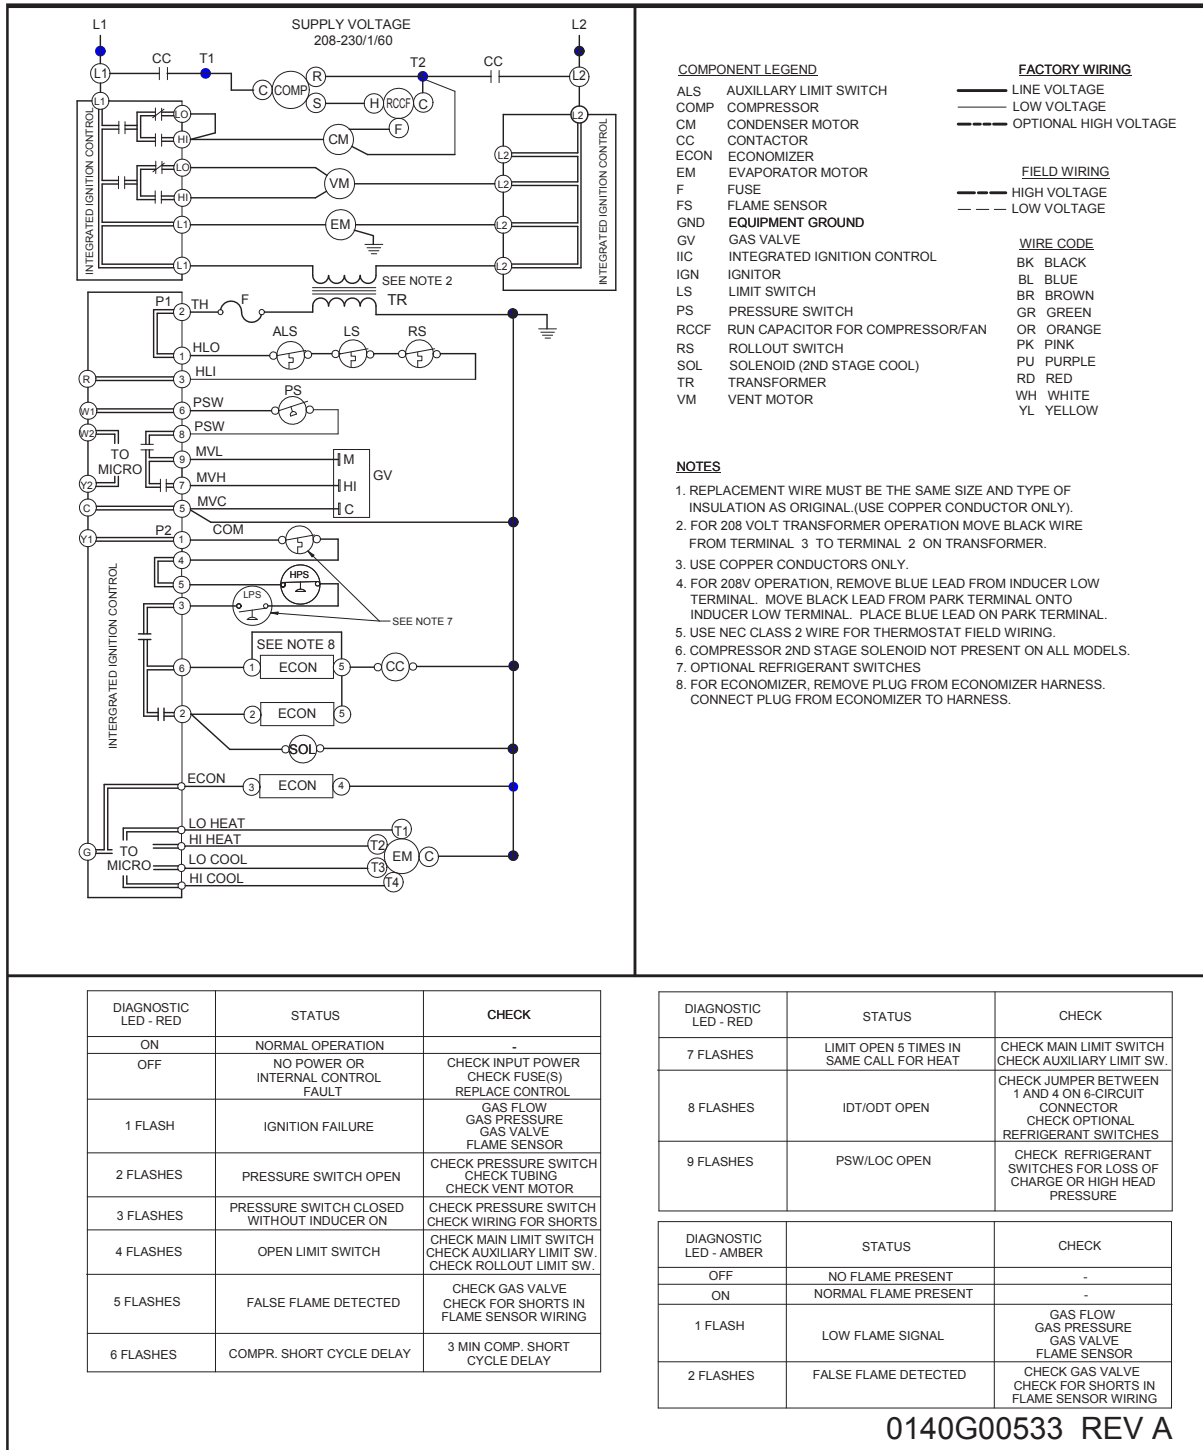 L1
SUPPLY VOLTAGE
208-230/1/60
L2
CC
T1
T2
CC
L1
C
COMP
R
S
H
RCCF
C
F
L2
L1
LO
HI
CM
L2
LO
HI
VM
L2
L2
L1
EM
L2
L1
L2
INTEGRATED IGNITION CONTROL
INTEGRATED IGNITION CONTROL
SEE NOTE 2
TR
P1
2
TH
F
ALS
LS
RS
1
HLO
R
3
HLI
PS
W1
6
PSW
W2
8
PSW
TO
MICRO
9
MVL
M
GV
Y2
7
MVH
HI
C
5
MVC
C
Y1
P2
1
COM
4
5
HPS
3
LPS
SEE NOTE 7
SEE NOTE 8
6
1
ECON
5
CC
2
2
ECON
5
SOL
INTERGRATED IGNITION CONTROL
ECON
3
ECON
4
LO HEAT
T1
HI HEAT
T2
G
TO
MICRO
EM
C
LO COOL
T3
HI COOL
T4
COMPONENT LEGEND
ALS AUXILLARY LIMIT SWITCH
COMP COMPRESSOR
CM CONDENSER MOTOR
CC CONTACTOR
ECON ECONOMIZER
EM EVAPORATOR MOTOR
F FUSE
FS FLAME SENSOR
GND EQUIPMENT GROUND
GV GAS VALVE
IIC INTEGRATED IGNITION CONTROL
IGN IGNITOR
LS LIMIT SWITCH
PS PRESSURE SWITCH
RCCF RUN CAPACITOR FOR COMPRESSOR/FAN
RS ROLLOUT SWITCH
SOL SOLENOID (2ND STAGE COOL)
TR TRANSFORMER
VM VENT MOTOR
FACTORY WIRING
LINE VOLTAGE
LOW VOLTAGE
OPTIONAL HIGH VOLTAGE
FIELD WIRING
HIGH VOLTAGE
LOW VOLTAGE
WIRE CODE
BK BLACK
BL BLUE
BR BROWN
GR GREEN
OR ORANGE
PK PINK
PU PURPLE
RD RED
WH WHITE
YL YELLOW
NOTES
1. REPLACEMENT WIRE MUST BE THE SAME SIZE AND TYPE OF
INSULATION AS ORIGINAL.(USE COPPER CONDUCTOR ONLY).
2. FOR 208 VOLT TRANSFORMER OPERATION MOVE BLACK WIRE
FROM TERMINAL 3 TO TERMINAL 2 ON TRANSFORMER.
3. USE COPPER CONDUCTORS ONLY.
4. FOR 208V OPERATION, REMOVE BLUE LEAD FROM INDUCER LOW
TERMINAL. MOVE BLACK LEAD FROM PARK TERMINAL ONTO
INDUCER LOW TERMINAL. PLACE BLUE LEAD ON PARK TERMINAL.
5. USE NEC CLASS 2 WIRE FOR THERMOSTAT FIELD WIRING.
6. COMPRESSOR 2ND STAGE SOLENOID NOT PRESENT ON ALL MODELS.
7. OPTIONAL REFRIGERANT SWITCHES
8. FOR ECONOMIZER, REMOVE PLUG FROM ECONOMIZER HARNESS.
CONNECT PLUG FROM ECONOMIZER TO HARNESS.
DIAGNOSTIC LED - RED STATUS CHECK
ON NORMAL OPERATION -
OFF NO POWER OR INTERNAL CONTROL FAULT CHECK INPUT POWER CHECK FUSE(S) REPLACE CONTROL
1 FLASH IGNITION FAILURE GAS FLOW GAS PRESSURE GAS VALVE FLAME SENSOR
2 FLASHES PRESSURE SWITCH OPEN CHECK PRESSURE SWITCH CHECK TUBING CHECK VENT MOTOR
3 FLASHES PRESSURE SWITCH CLOSED WITHOUT INDUCER ON CHECK PRESSURE SWITCH CHECK WIRING FOR SHORTS
4 FLASHES OPEN LIMIT SWITCH CHECK MAIN LIMIT SWITCH CHECK AUXILIARY LIMIT SW. CHECK ROLLOUT LIMIT SW.
5 FLASHES FALSE FLAME DETECTED CHECK GAS VALVE CHECK FOR SHORTS IN FLAME SENSOR WIRING
6 FLASHES COMPR. SHORT CYCLE DELAY 3 MIN COMP. SHORT CYCLE DELAY
DIAGNOSTIC LED - RED STATUS CHECK
7 FLASHES LIMIT OPEN 5 TIMES IN SAME CALL FOR HEAT CHECK MAIN LIMIT SWITCH CHECK AUXILIARY LIMIT SW.
8 FLASHES IDT/ODT OPEN CHECK JUMPER BETWEEN 1 AND 4 ON 6-CIRCUIT CONNECTOR CHECK OPTIONAL REFRIGERANT SWITCHES
9 FLASHES PSW/LOC OPEN CHECK REFRIGERANT SWITCHES FOR LOSS OF CHARGE OR HIGH HEAD PRESSURE
DIAGNOSTIC LED - AMBER STATUS CHECK
OFF NO FLAME PRESENT -
ON NORMAL FLAME PRESENT -
1 FLASH LOW FLAME SIGNAL GAS FLOW GAS PRESSURE GAS VALVE FLAME SENSOR
2 FLASHES FALSE FLAME DETECTED CHECK GAS VALVE CHECK FOR SHORTS IN FLAME SENSOR WIRING
0140G00533 REV A